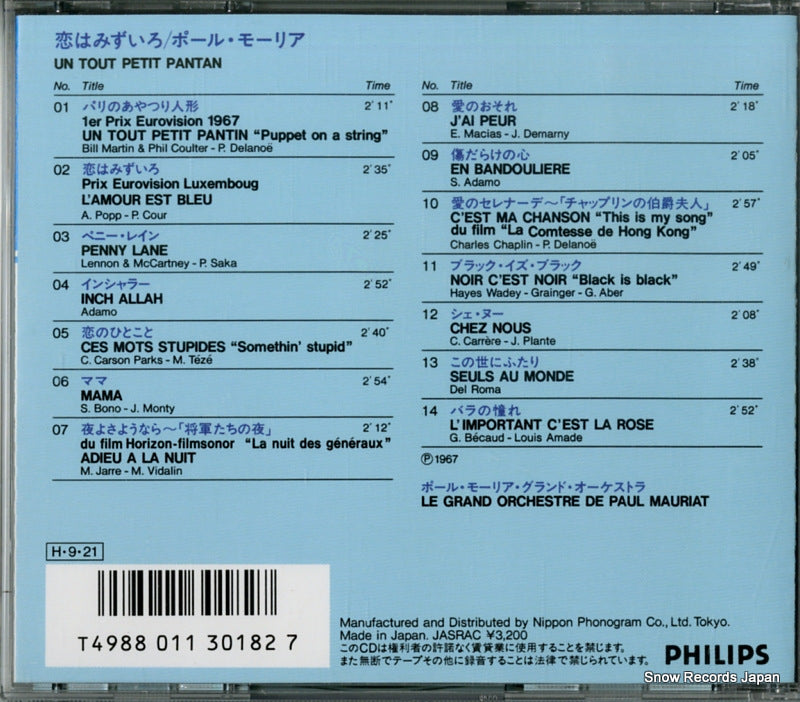 恋はみずいろ/ポール・モーリア
UN TOUT PETIT PANTAN
No. Title Time
01 パリのあやつり人形 2'11"
1er Prix Eurovision 1967
UN TOUT PETIT PANTIN "Puppet on a string"
Bill Martin & Phil Coulter - P. Delanoë
02 恋はみずいろ 2'35"
Prix Eurovision Luxemboug
L'AMOUR EST BLEU
A. Popp - P. Cour
03 ペニー・レイン 2'25"
PENNY LANE
Lennon & McCartney - P. Saka
04 インシャラー 2'52"
INCH ALLAH
Adamo
05 恋のひとこと 2'40"
CES MOTS STUPIDES "Somethin' stupid"
C. Carson Parks - M. Tézé
06 ママ 2'54"
MAMA
S. Bono - J. Monty
07 夜よさようなら〜「将軍たちの夜」 2'12"
du film Horizon-filmsonor "La nuit des généraux"
ADIEU A LA NUIT
M. Jarre - M. Vidalin
No. Title Time
08 愛のおそれ 2'18"
J'AI PEUR
E. Macias - J. Demarny
09 傷だらけの心 2'05"
EN BANDOULIERE
S. Adamo
10 愛のセレナーデ〜「チャップリンの伯爵夫人」 2'57"
C'EST MA CHANSON "This is my song"
du film "La Comtesse de Hong Kong"
Charles Chaplin - P. Delanoë
11 ブラック・イズ・ブラック 2'49"
NOIR C'EST NOIR "Black is black"
Hayes Wadey - Grainger - G. Aber
12 シェ・ヌー 2'08"
CHEZ NOUS
C. Carrère - J. Plante
13 この世にふたり 2'38"
SEULS AU MONDE
Del Roma
14 バラの憧れ 2'52"
L'IMPORTANT C'EST LA ROSE
G. Bécaud - Louis Amade
Ⓟ1967
ポール・モーリア・グランド・オーケストラ
LE GRAND ORCHESTRE DE PAUL MAURIAT
H・9・21
T4988 011 30182 7
Manufactured and Distributed by Nippon Phonogram Co., Ltd. Tokyo.
Made in Japan. JASRAC ¥3,200
このCDは権利者の許諾なく賃貸業に使用することを禁じます。
また無断でテープその他に録音することは法律で禁じられています。
PHILIPS
Snow Records Japan